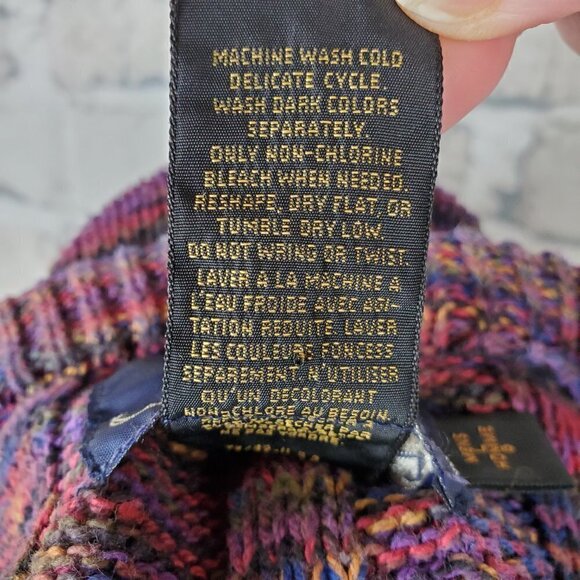 MACHINE WASH COLD
DELICATE CYCLE.
WASH DARK COLORS
SEPARATELY.
ONLY NON-CHLORINE
BLEACH WHEN NEEDED.
RESHAPE, DRY FLAT, OR
TUMBLE DRY LOW.
DO NOT WRING OR TWIST.
LAVER A LA MACHINE A
L'EAU FROIDE AVEC AGI-
TATION REDUITE. LAVER
LES COULEURS FONCESS
SEPAREMENT. N'UTILISER
QU'UN DECOLORANT
NON-CHLORE AU BESOIN.